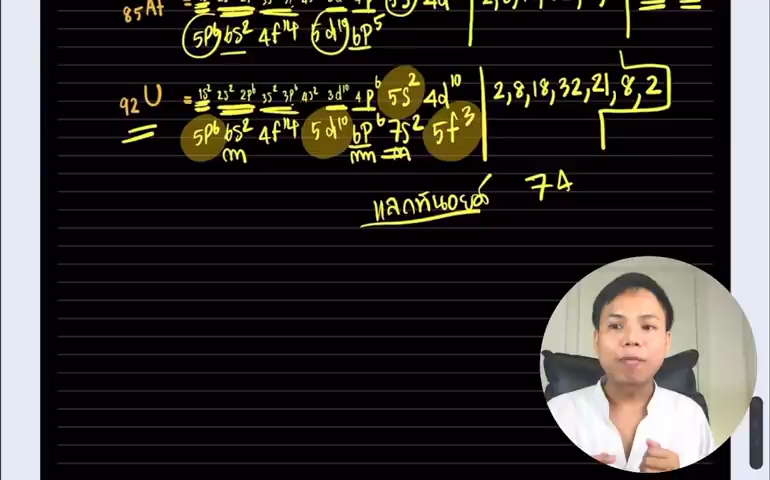 85At
5p⁶ 6s² 4f¹⁴ 5d¹⁰ 6p⁵
92U = 1s² 2s² 2p⁶ 3s² 3p⁶ 4s² 3d¹⁰ 4p⁶ 5s² 4d¹⁰ | 2,8,18,32,21,8,2
5p⁶ 6s² 4f¹⁴ 5d¹⁰ 6p⁶ 7s² 5f³
m m m
แลกทินอยด์ 74